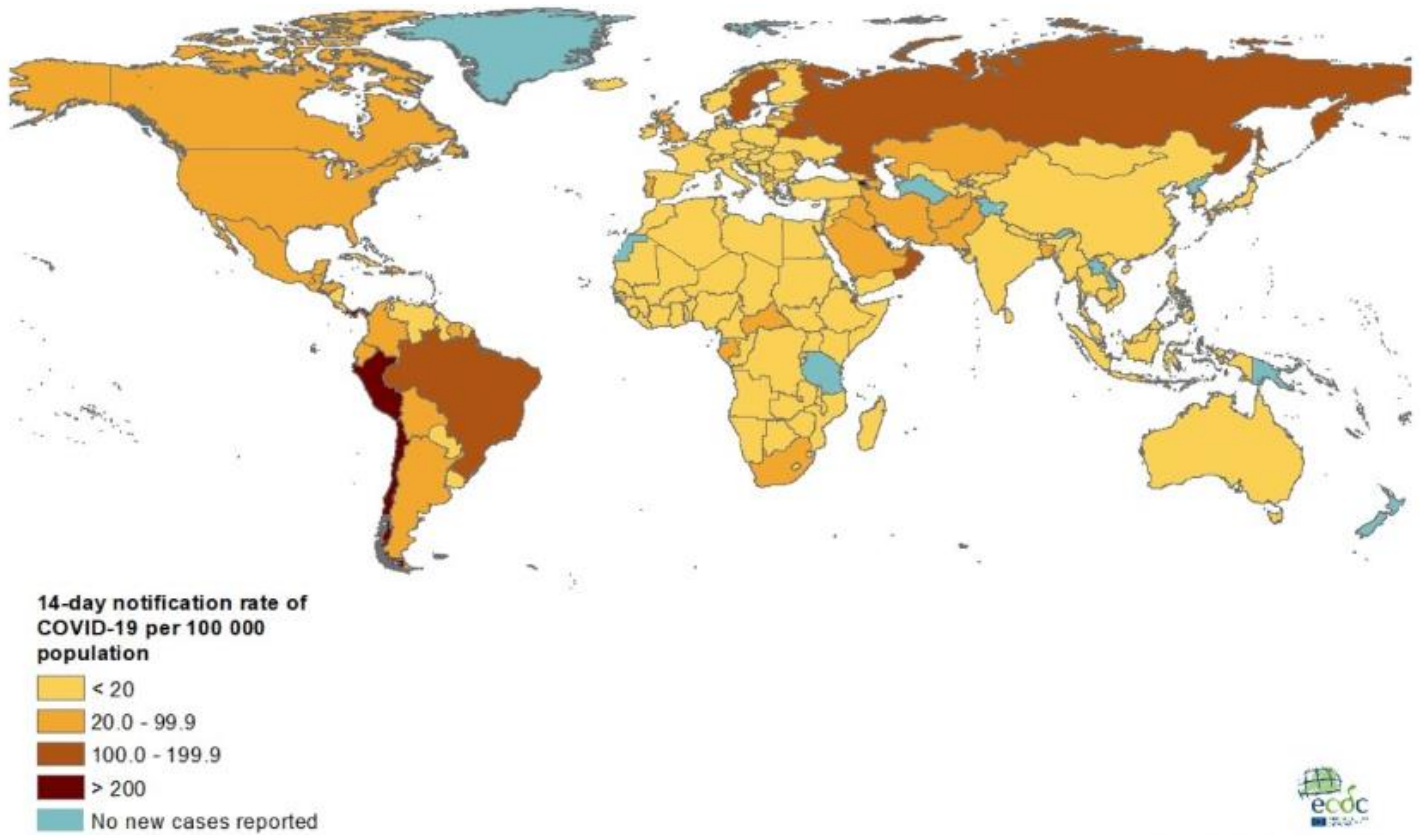 14-day notification rate of
COVID-19 per 100 000
population
< 20
20.0 - 99.9
100.0 - 199.9
> 200
No new cases reported
ecdc